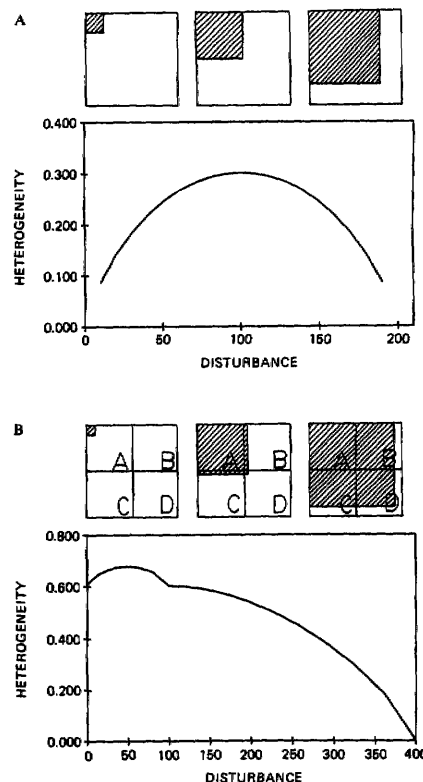 A
0.400
0.300
0.200
0.100
0.000
HETEROGENEITY
0 50 100 150 200
DISTURBANCE
B
A B
C D
A B
C D
A B
C D
0.800
0.600
0.400
0.200
0.000
HETEROGENEITY
0 50 100 150 200 250 300 350 400
DISTURBANCE